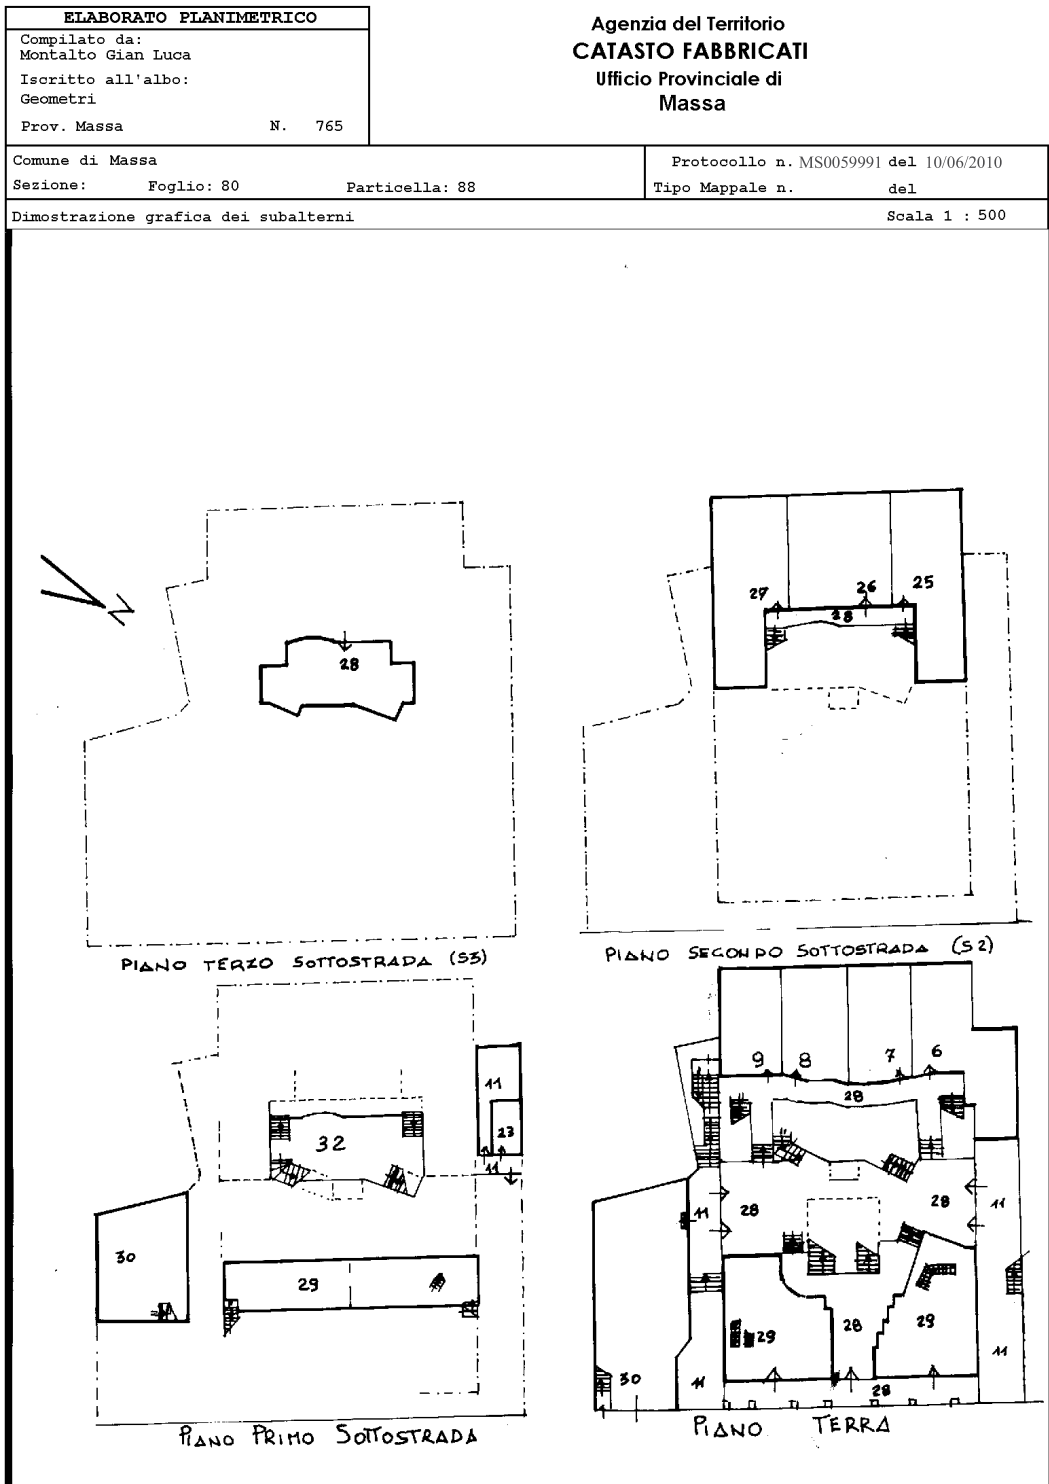 ELABORATO PLANIMETRICO
Compilato da:
Montalto Gian Luca
Iscritto all'albo:
Geometri
Prov. Massa N. 765
Agenzia del Territorio
CATASTO FABBRICATI
Ufficio Provinciale di
Massa
Comune di Massa
Sezione: Foglio: 80 Particella: 88
Protocollo n. MS0059991 del 10/06/2010
Tipo Mappale n. del
Dimostrazione grafica dei subalterni
Scala 1 : 500
N
28
PIANO TERZO SOTTOSTRADA (S3)
27 26 25
28
PIANO SECONDO SOTTOSTRADA (S2)
11
23
32
11
30
29
PIANO PRIMO SOTTOSTRADA
9 8 7 6
28
11 28 28 11
29 28 29
11
30 11 28
PIANO TERRA